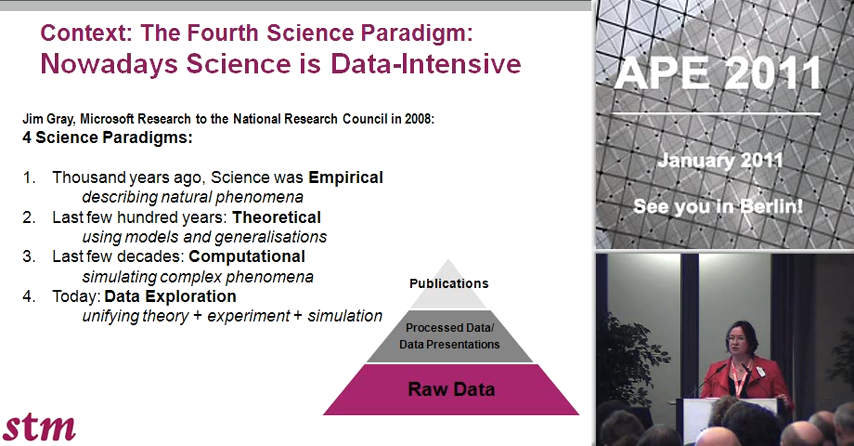 Context: The Fourth Science Paradigm:
Nowadays Science is Data-Intensive
Jim Gray, Microsoft Research to the National Research Council in 2008:
4 Science Paradigms:
1. Thousand years ago, Science was Empirical
describing natural phenomena
2. Last few hundred years: Theoretical
using models and generalisations
3. Last few decades: Computational
simulating complex phenomena
4. Today: Data Exploration
unifying theory + experiment + simulation
Publications
Processed Data/
Data Presentations
Raw Data
stm
APE 2011
January 2011
See you in Berlin!